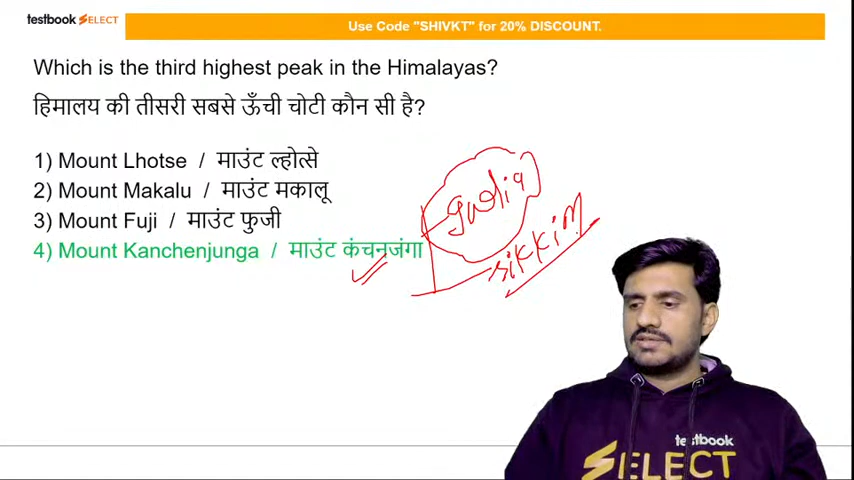 testbook SELECT
Use Code "SHIVKT" for 20% DISCOUNT.
Which is the third highest peak in the Himalayas?
हिमालय की तीसरी सबसे ऊँची चोटी कौन सी है?
1) Mount Lhotse / माउंट ल्होत्से
2) Mount Makalu / माउंट मकालू
3) Mount Fuji / माउंट फुजी
4) Mount Kanchenjunga / माउंट कंचनजंगा
sikkim
testbook
SELECT